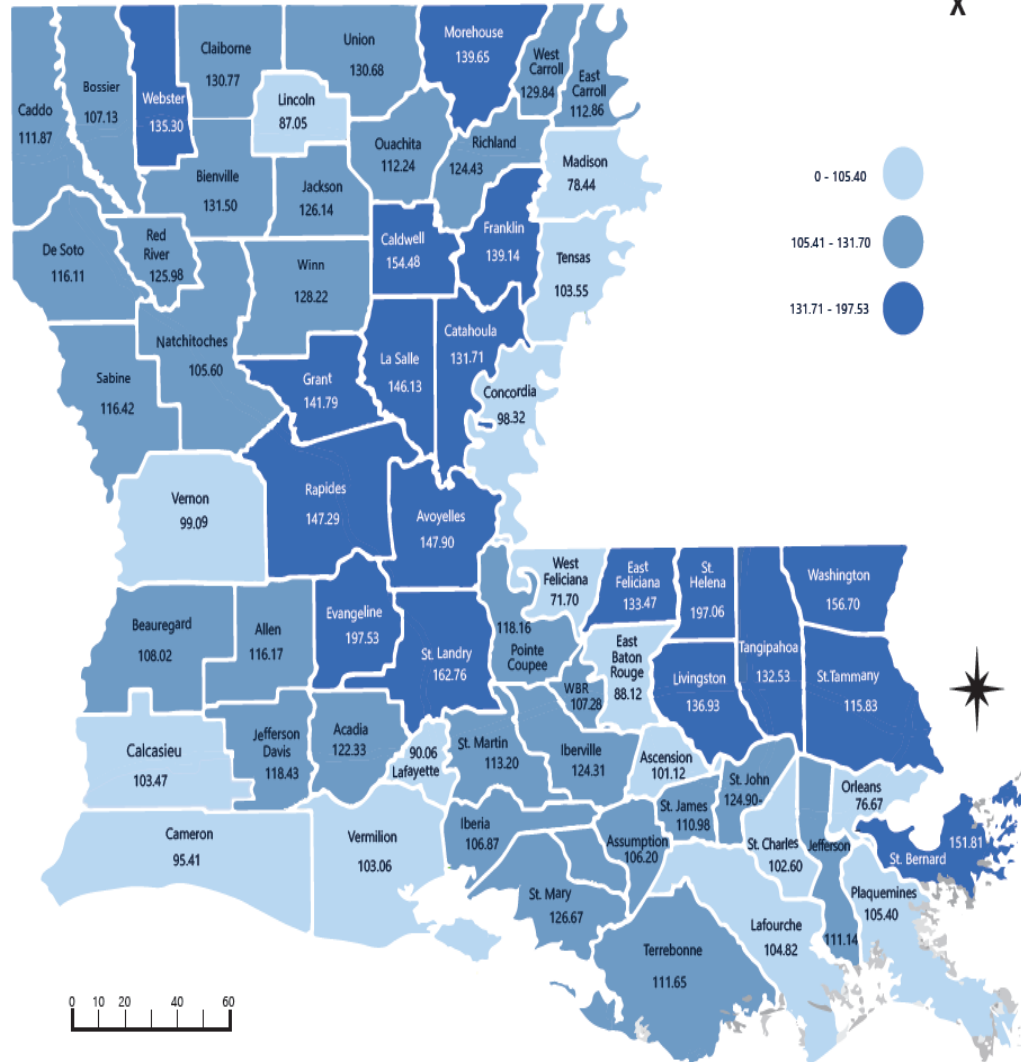 X
Caddo
111.87
Bossier
107.13
Webster
135.30
Claiborne
130.77
Union
130.68
Morehouse
139.65
West
Carroll
129.84
East
Carroll
112.86
Lincoln
87.05
Ouachita
112.24
Richland
124.43
Madison
78.44
Bienville
131.50
Jackson
126.14
Caldwell
154.48
Franklin
139.14
Tensas
103.55
De Soto
116.11
Red
River
125.98
Winn
128.22
Natchitoches
105.60
Sabine
116.42
Grant
141.79
La Salle
146.13
Catahoula
131.71
Concordia
98.32
0 - 105.40
105.41 - 131.70
131.71 - 197.53
Vernon
99.09
Rapides
147.29
Avoyelles
147.90
Beauregard
108.02
Allen
116.17
Evangeline
197.53
St. Landry
162.76
118.16
Pointe
Coupee
West
Feliciana
71.70
East
Feliciana
133.47
St.
Helena
197.06
Tangipahoa
132.53
Washington
156.70
St.Tammany
115.83
East
Baton
Rouge
88.12
WBR
107.28
Livingston
136.93
Calcasieu
103.47
Jefferson
Davis
118.43
Acadia
122.33
90.06
Lafayette
St. Martin
113.20
Iberville
124.31
Ascension
101.12
St. John
124.90-
St. James
110.98
Orleans
76.67
Cameron
95.41
Vermilion
103.06
Iberia
106.87
Assumption
106.20
St. Charles
102.60
Jefferson
111.14
St. Bernard
151.81
Plaquemines
105.40
St. Mary
126.67
Terrebonne
111.65
Lafourche
104.82
0 10 20 40 60